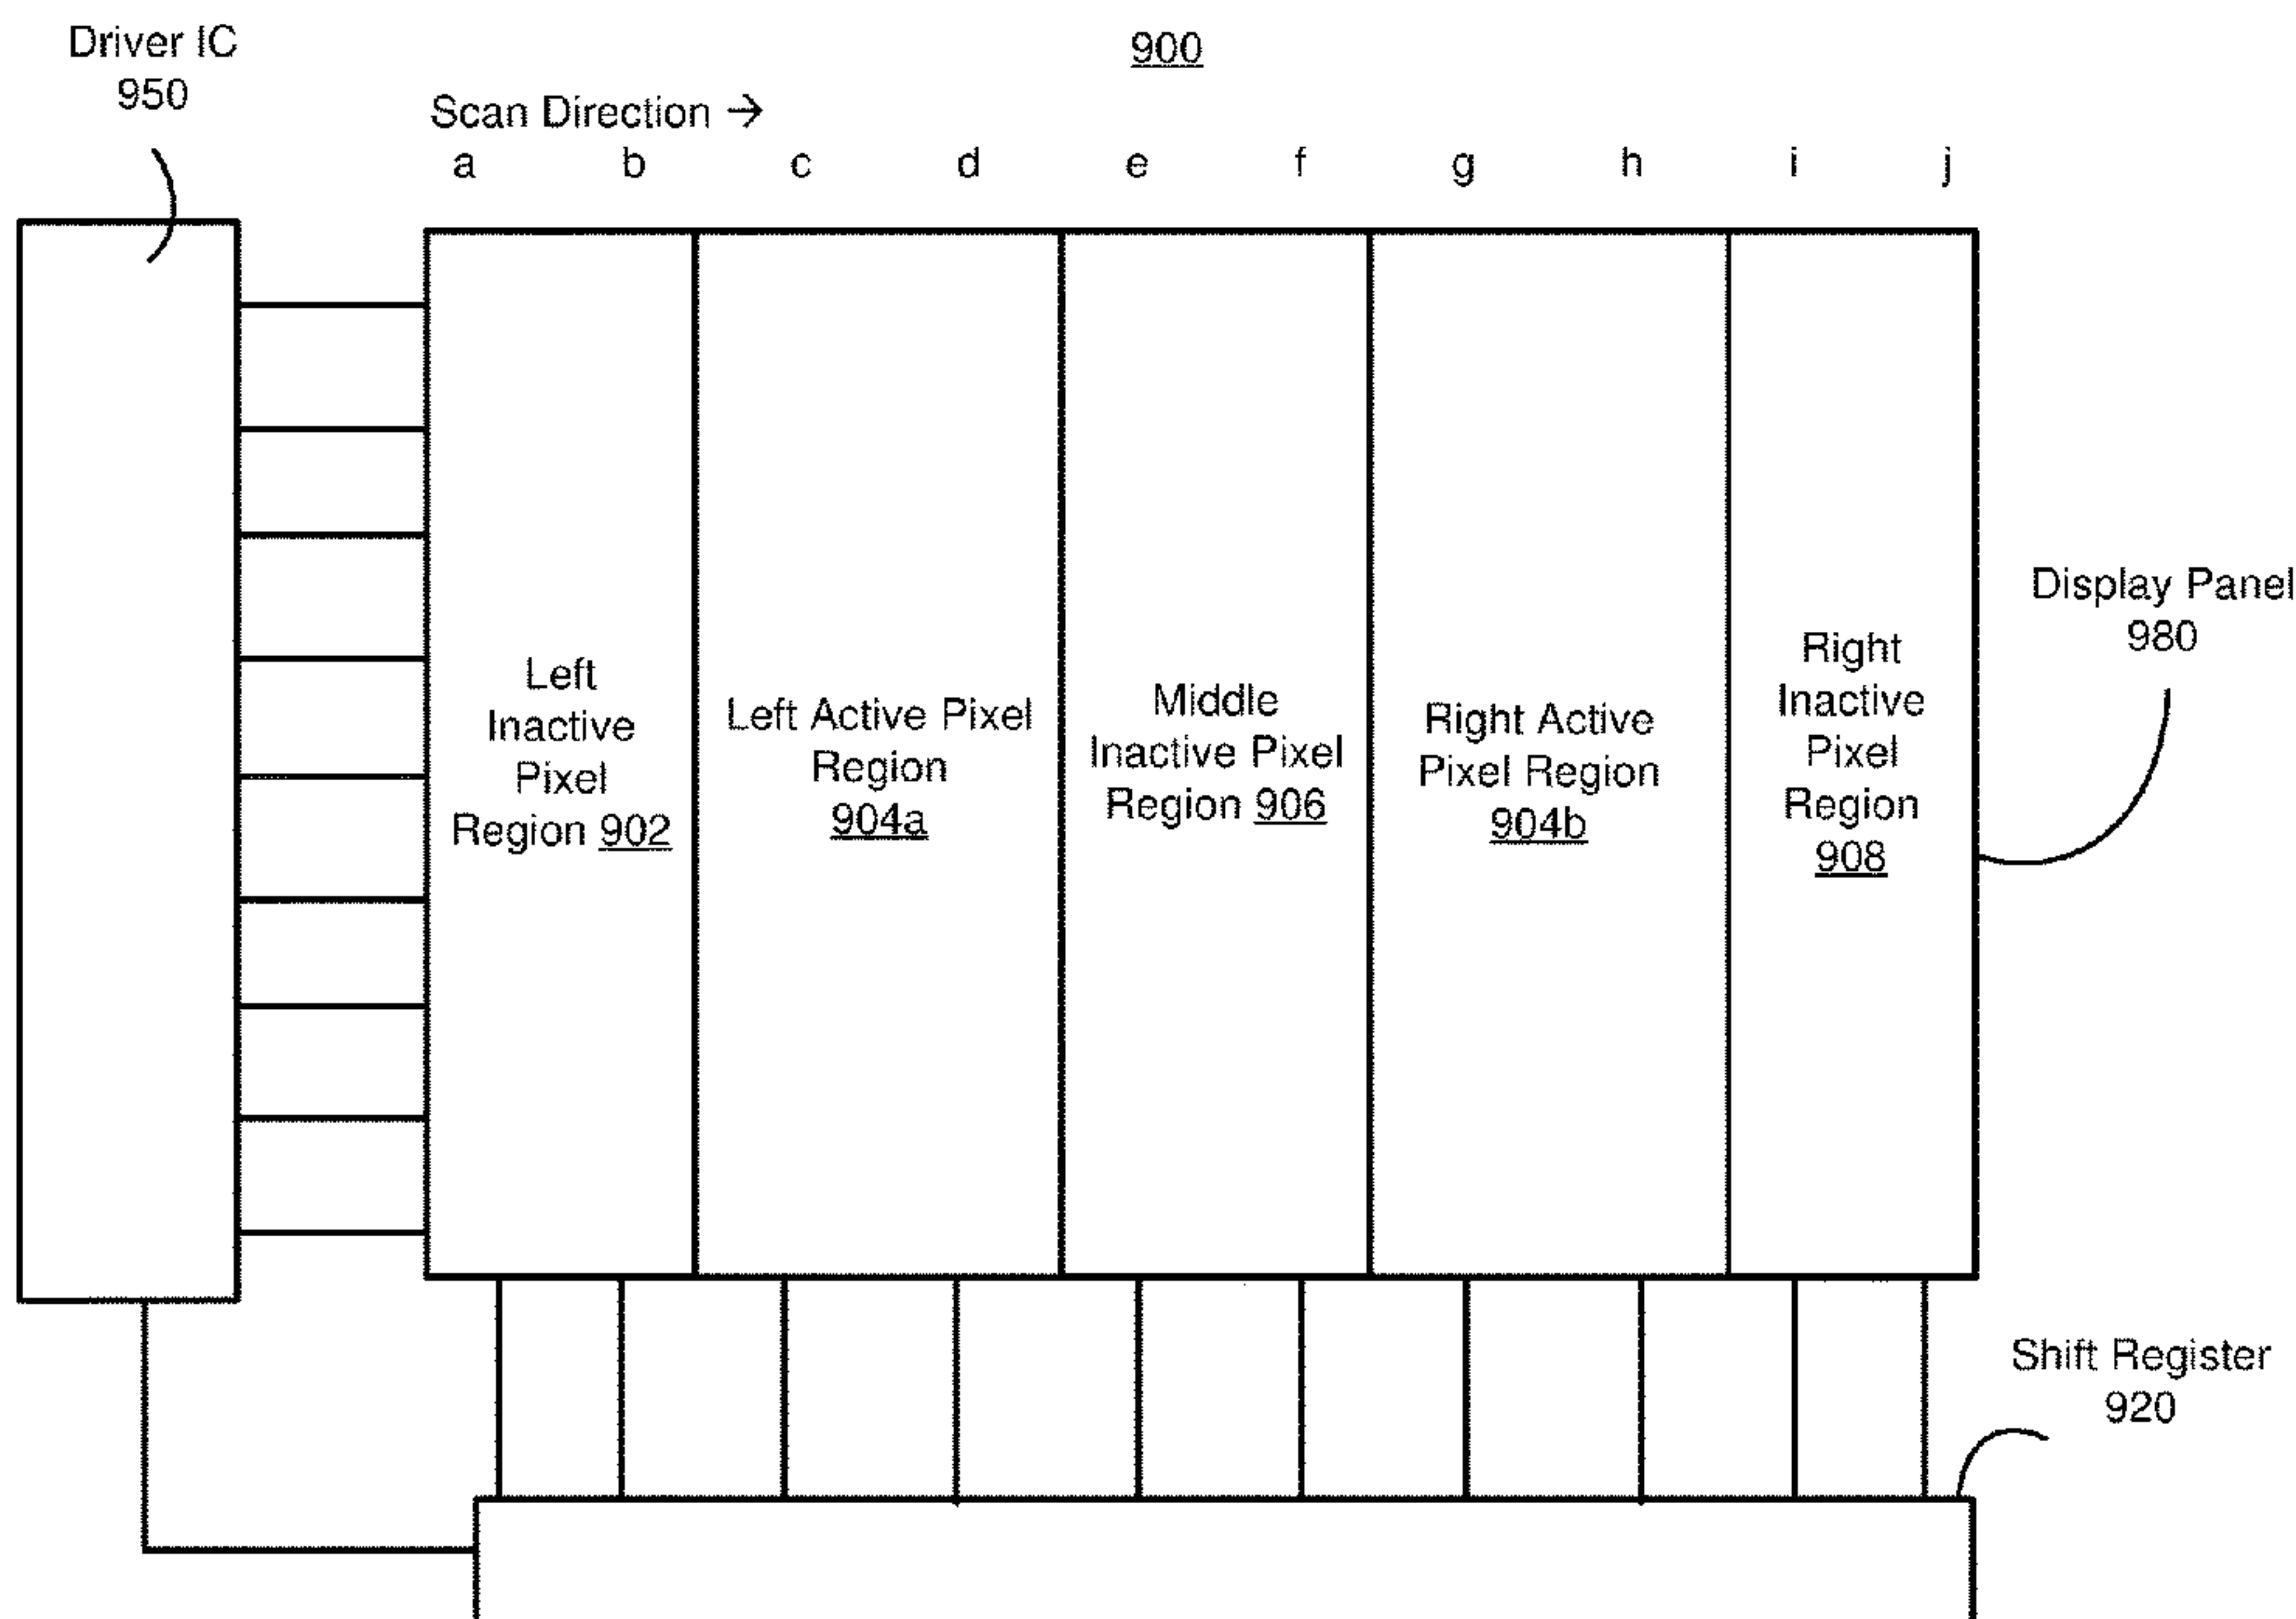 Driver IC
950
900
Scan Direction →
a b c d e f g h i j
Left
Inactive
Pixel
Region 902
Left Active Pixel
Region
904a
Middle
Inactive Pixel
Region 906
Right Active
Pixel Region
904b
Right
Inactive
Pixel
Region
908
Display Panel
980
Shift Register
920